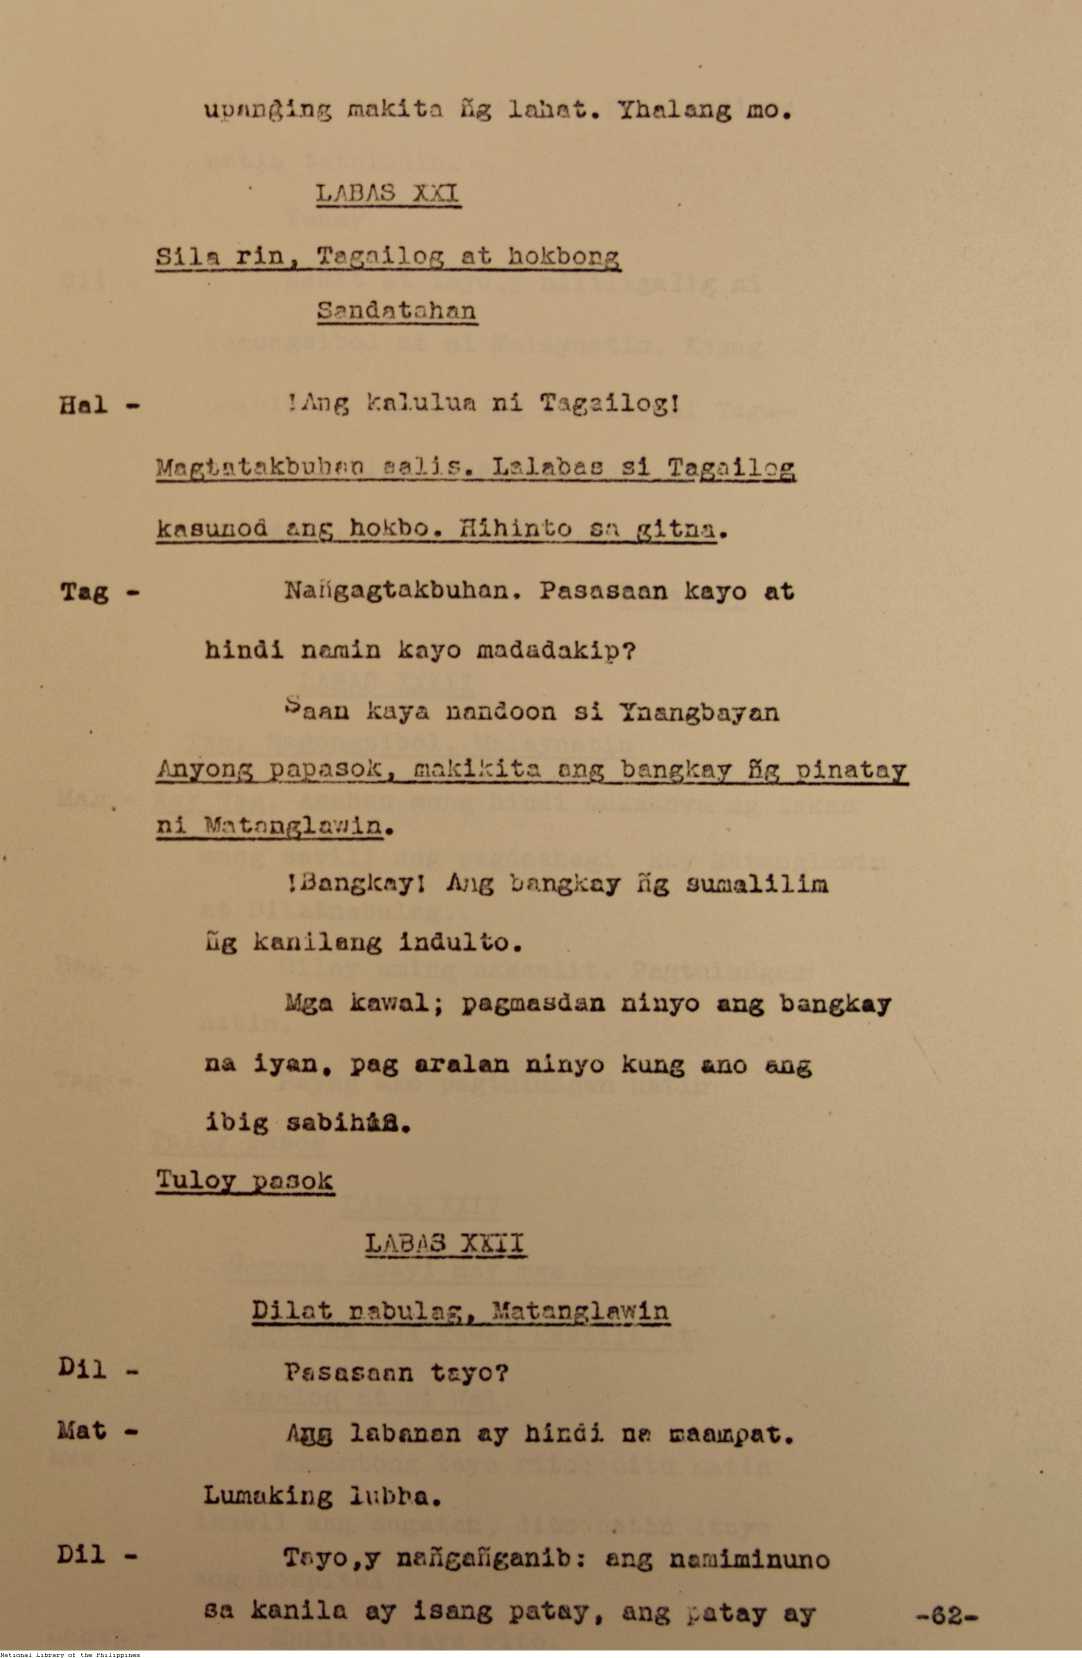 upanging makita ñg lahat. Yhalang mo.
LABAS XXI
Sila rin, Tagailog at hokbong
Sandatahan
Hal - !Ang kalulua ni Tagailog!
Magtatakbuhan aalis. Lalabas si Tagailog
kasunod ang hokbo. Hihinto sa gitna.
Tag - Nañgagtakbuhan. Pasasaan kayo at
hindi namin kayo madadakip?
Saan kaya nandoon si Ynangbayan
Anyong papasok, makikita ang bangkay ñg pinatay
ni Matanglawin.
!Bangkay! Ang bangkay ñg sumalilim
ñg kanilang indulto.
Mga kawal; pagmasdan ninyo ang bangkay
na iyan, pag aralan ninyo kung ano ang
ibig
Tuloy pasok
LABAS XXII
Dilat nabulag, Matanglawin
Dil - Pasasaan tayo?
Mat - Ang labanan ay hindi na maampat.
Lumaking lubha.
Dil - Tayo,y nañgañganib: ang namiminuno
sa kanila ay isang patay, ang patay ay
-62-
National Library of the Philippines